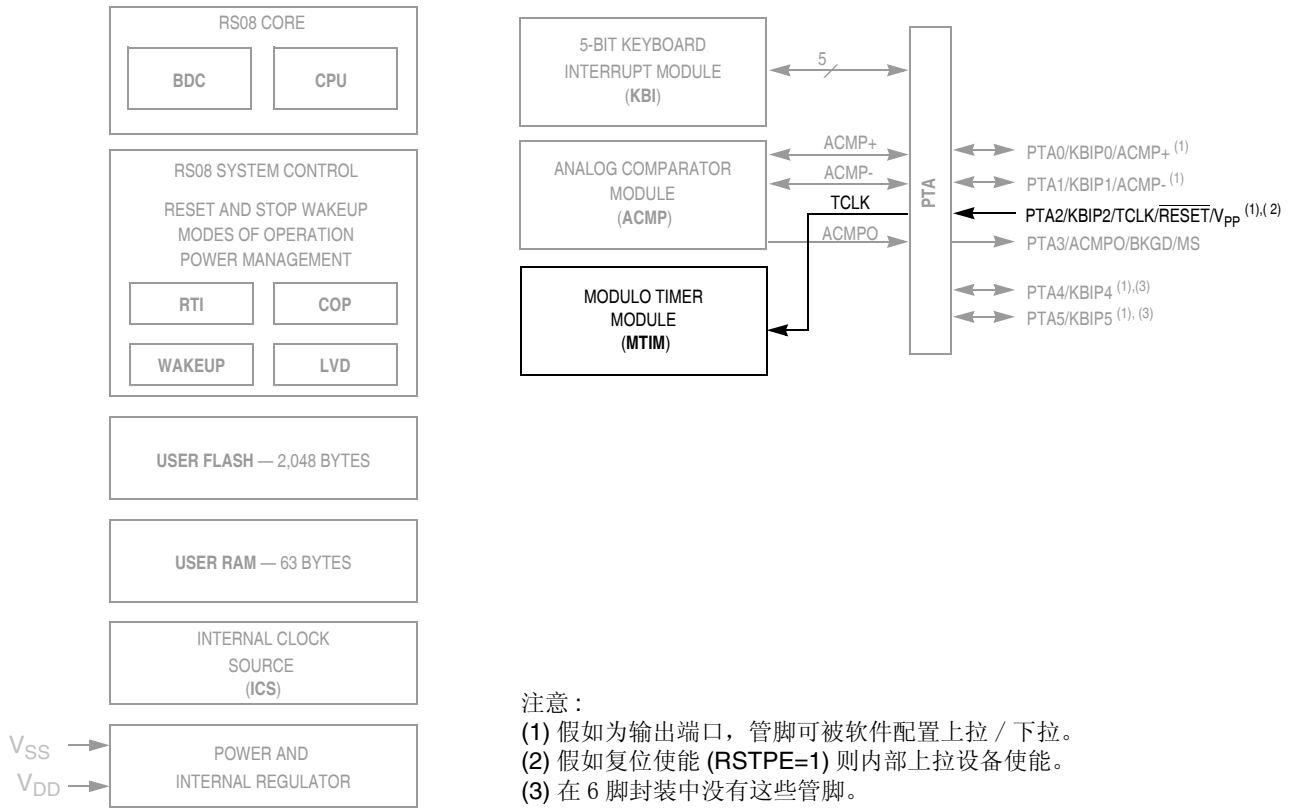 RS08 CORE
BDC
CPU
RS08 SYSTEM CONTROL
RESET AND STOP WAKEUP
MODES OF OPERATION
POWER MANAGEMENT
RTI
COP
WAKEUP
LVD
USER FLASH — 2,048 BYTES
USER RAM — 63 BYTES
INTERNAL CLOCK
SOURCE
(ICS)
VSS
VDD
POWER AND
INTERNAL REGULATOR
5-BIT KEYBOARD
INTERRUPT MODULE
(KBI)
5
ANALOG COMPARATOR
MODULE
(ACMP)
ACMP+
ACMP-
TCLK
ACMPO
MODULO TIMER
MODULE
(MTIM)
PTA
PTA0/KBIP0/ACMP+ (1)
PTA1/KBIP1/ACMP- (1)
PTA2/KBIP2/TCLK/RESET/VPP (1),( 2)
PTA3/ACMPO/BKGD/MS
PTA4/KBIP4 (1),(3)
PTA5/KBIP5 (1), (3)
注意 :
(1) 假如为输出端口，管脚可被软件配置上拉 / 下拉。
(2) 假如复位使能 (RSTPE=1) 则内部上拉设备使能。
(3) 在 6 脚封装中没有这些管脚。